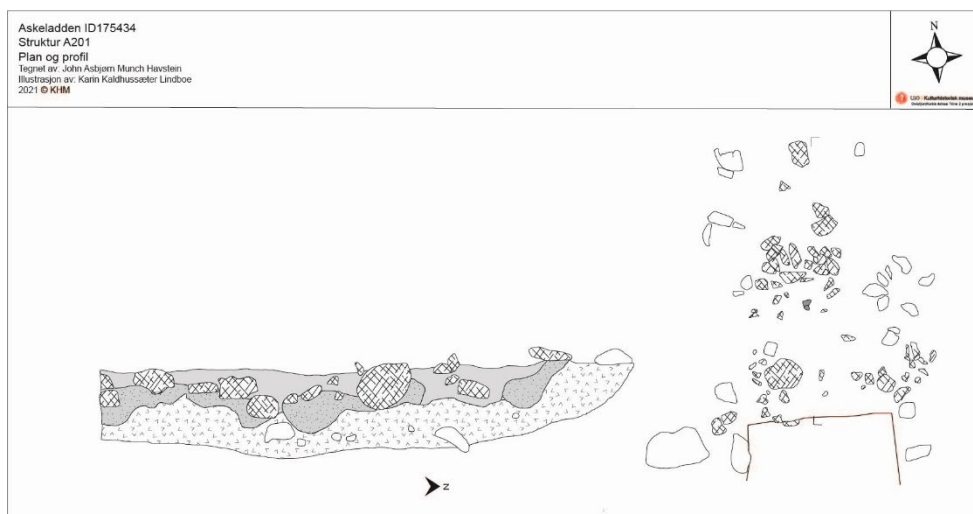 Askeladden ID175434
Struktur A201
Plan og profil
Tegnet av: John Asbjørn Munch Havstein
Illustrasjon av: Karin Kaldhussæter Lindboe
2021 © KHM
N
UiO Kulturhistorisk museum
z